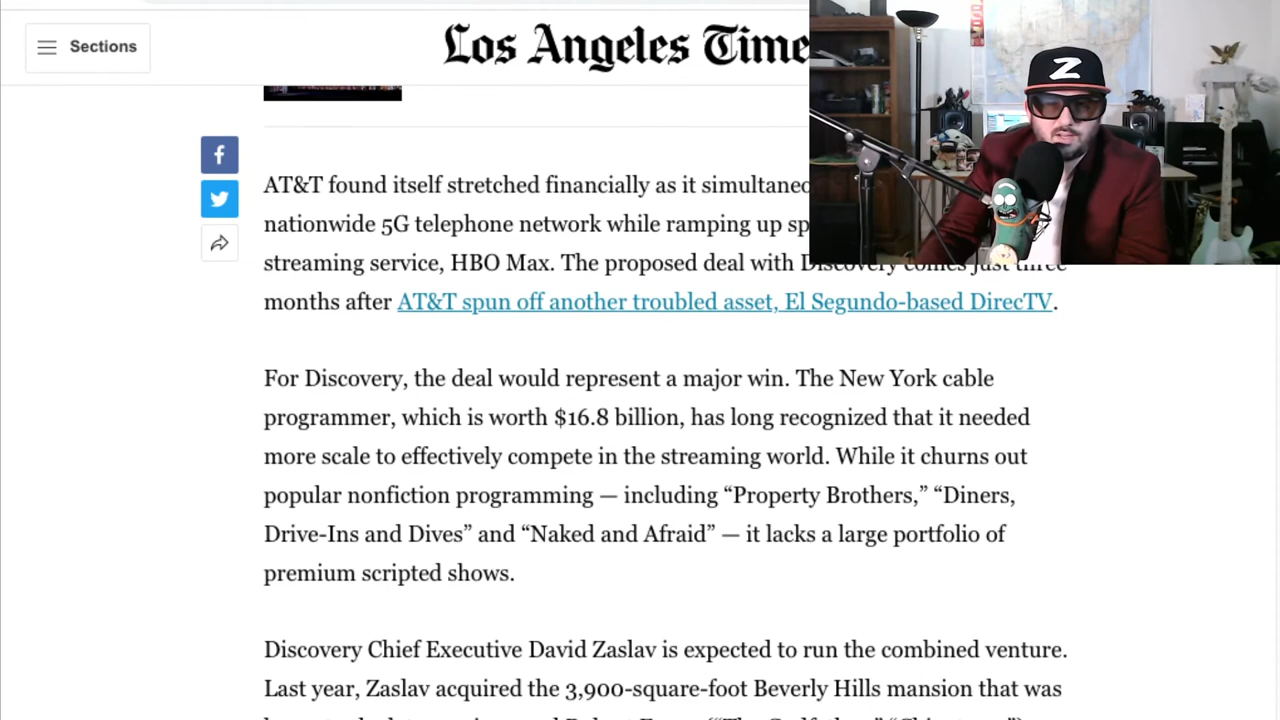 Sections
Los Angeles Time
AT&T found itself stretched financially as it simultaneo
nationwide 5G telephone network while ramping up sp
streaming service, HBO Max. The proposed deal with Discovery comes just three
months after AT&T spun off another troubled asset, El Segundo-based DirecTV.
For Discovery, the deal would represent a major win. The New York cable
programmer, which is worth $16.8 billion, has long recognized that it needed
more scale to effectively compete in the streaming world. While it churns out
popular nonfiction programming — including “Property Brothers,” “Diners,
Drive-Ins and Dives” and “Naked and Afraid” — it lacks a large portfolio of
premium scripted shows.
Discovery Chief Executive David Zaslav is expected to run the combined venture.
Last year, Zaslav acquired the 3,900-square-foot Beverly Hills mansion that was
Z